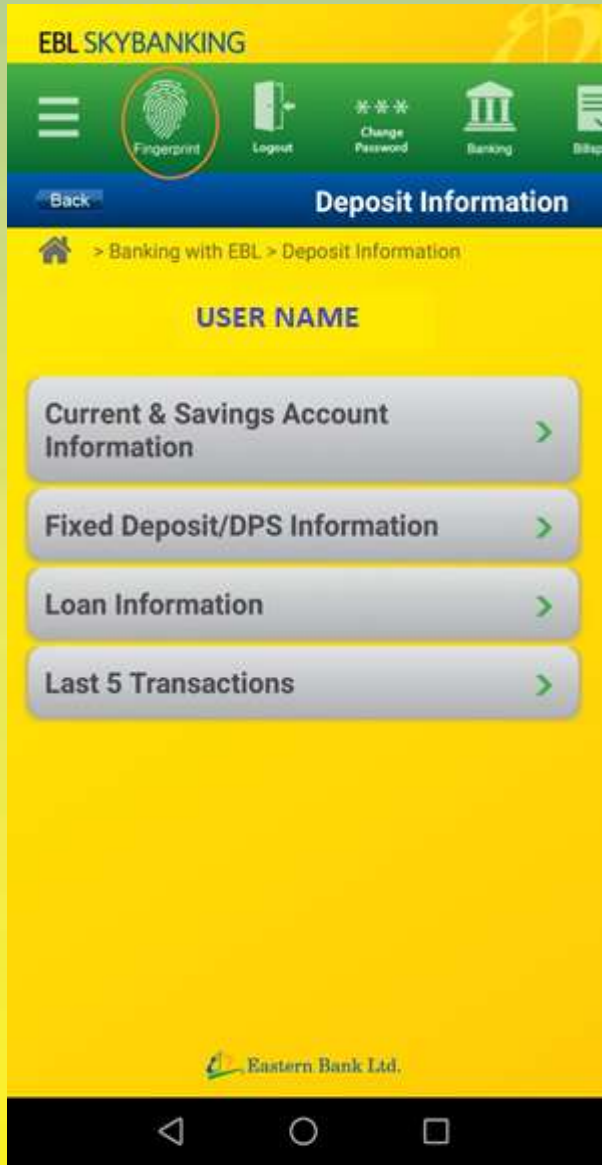 EBL SKYBANKING
Fingerprint
Logout
***
Change
Password
Banking
Back
Deposit Information
> Banking with EBL > Deposit Information
USER NAME
Current & Savings Account
Information
Fixed Deposit/DPS Information
Loan Information
Last 5 Transactions
Eastern Bank Ltd.